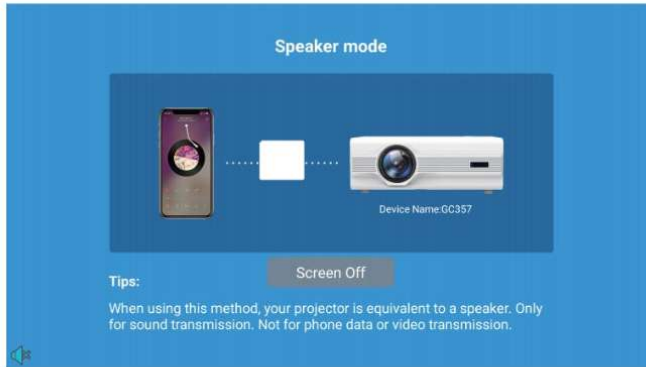 Speaker mode
Device Name:GC357
Screen Off
Tips:
When using this method, your projector is equivalent to a speaker. Only
for sound transmission. Not for phone data or video transmission.